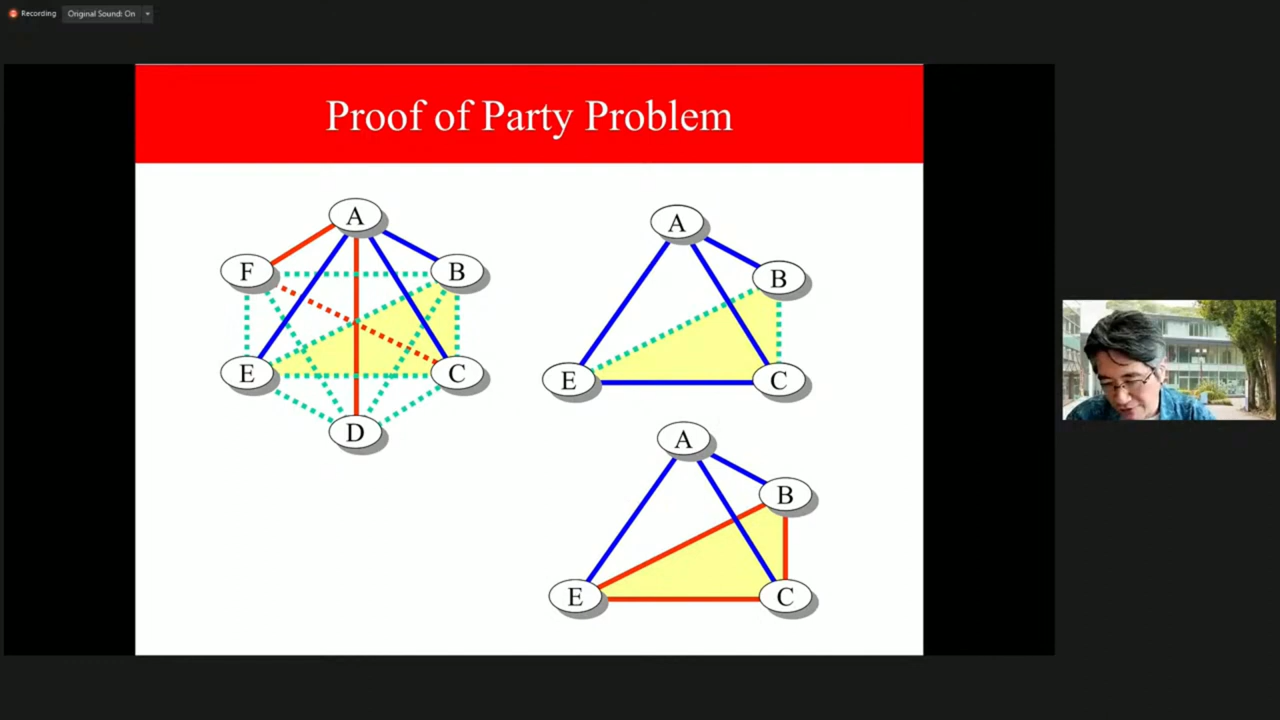 Recording
Original Sound: On
Proof of Party Problem
A
F
B
E
C
D
A
B
E
C
A
B
E
C